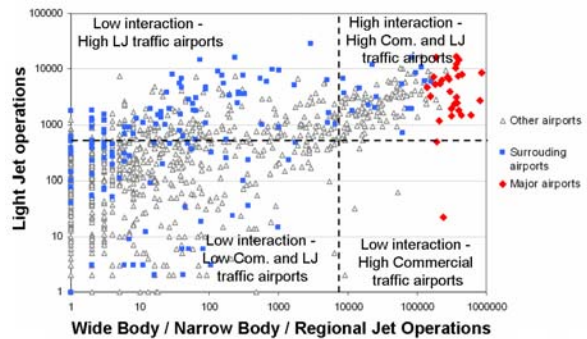 Low interaction -
High LJ traffic airports
High interaction -
High Com. and LJ
traffic airports
100000
10000
1000
100
10
1
Light Jet operations
Other airports
Surrouding
airports
Major airports
Low interaction -
Low Com. and LJ
traffic airports
Low interaction -
High Commercial
traffic airports
1 10 100 1000 10000 100000 1000000
Wide Body / Narrow Body / Regional Jet Operations